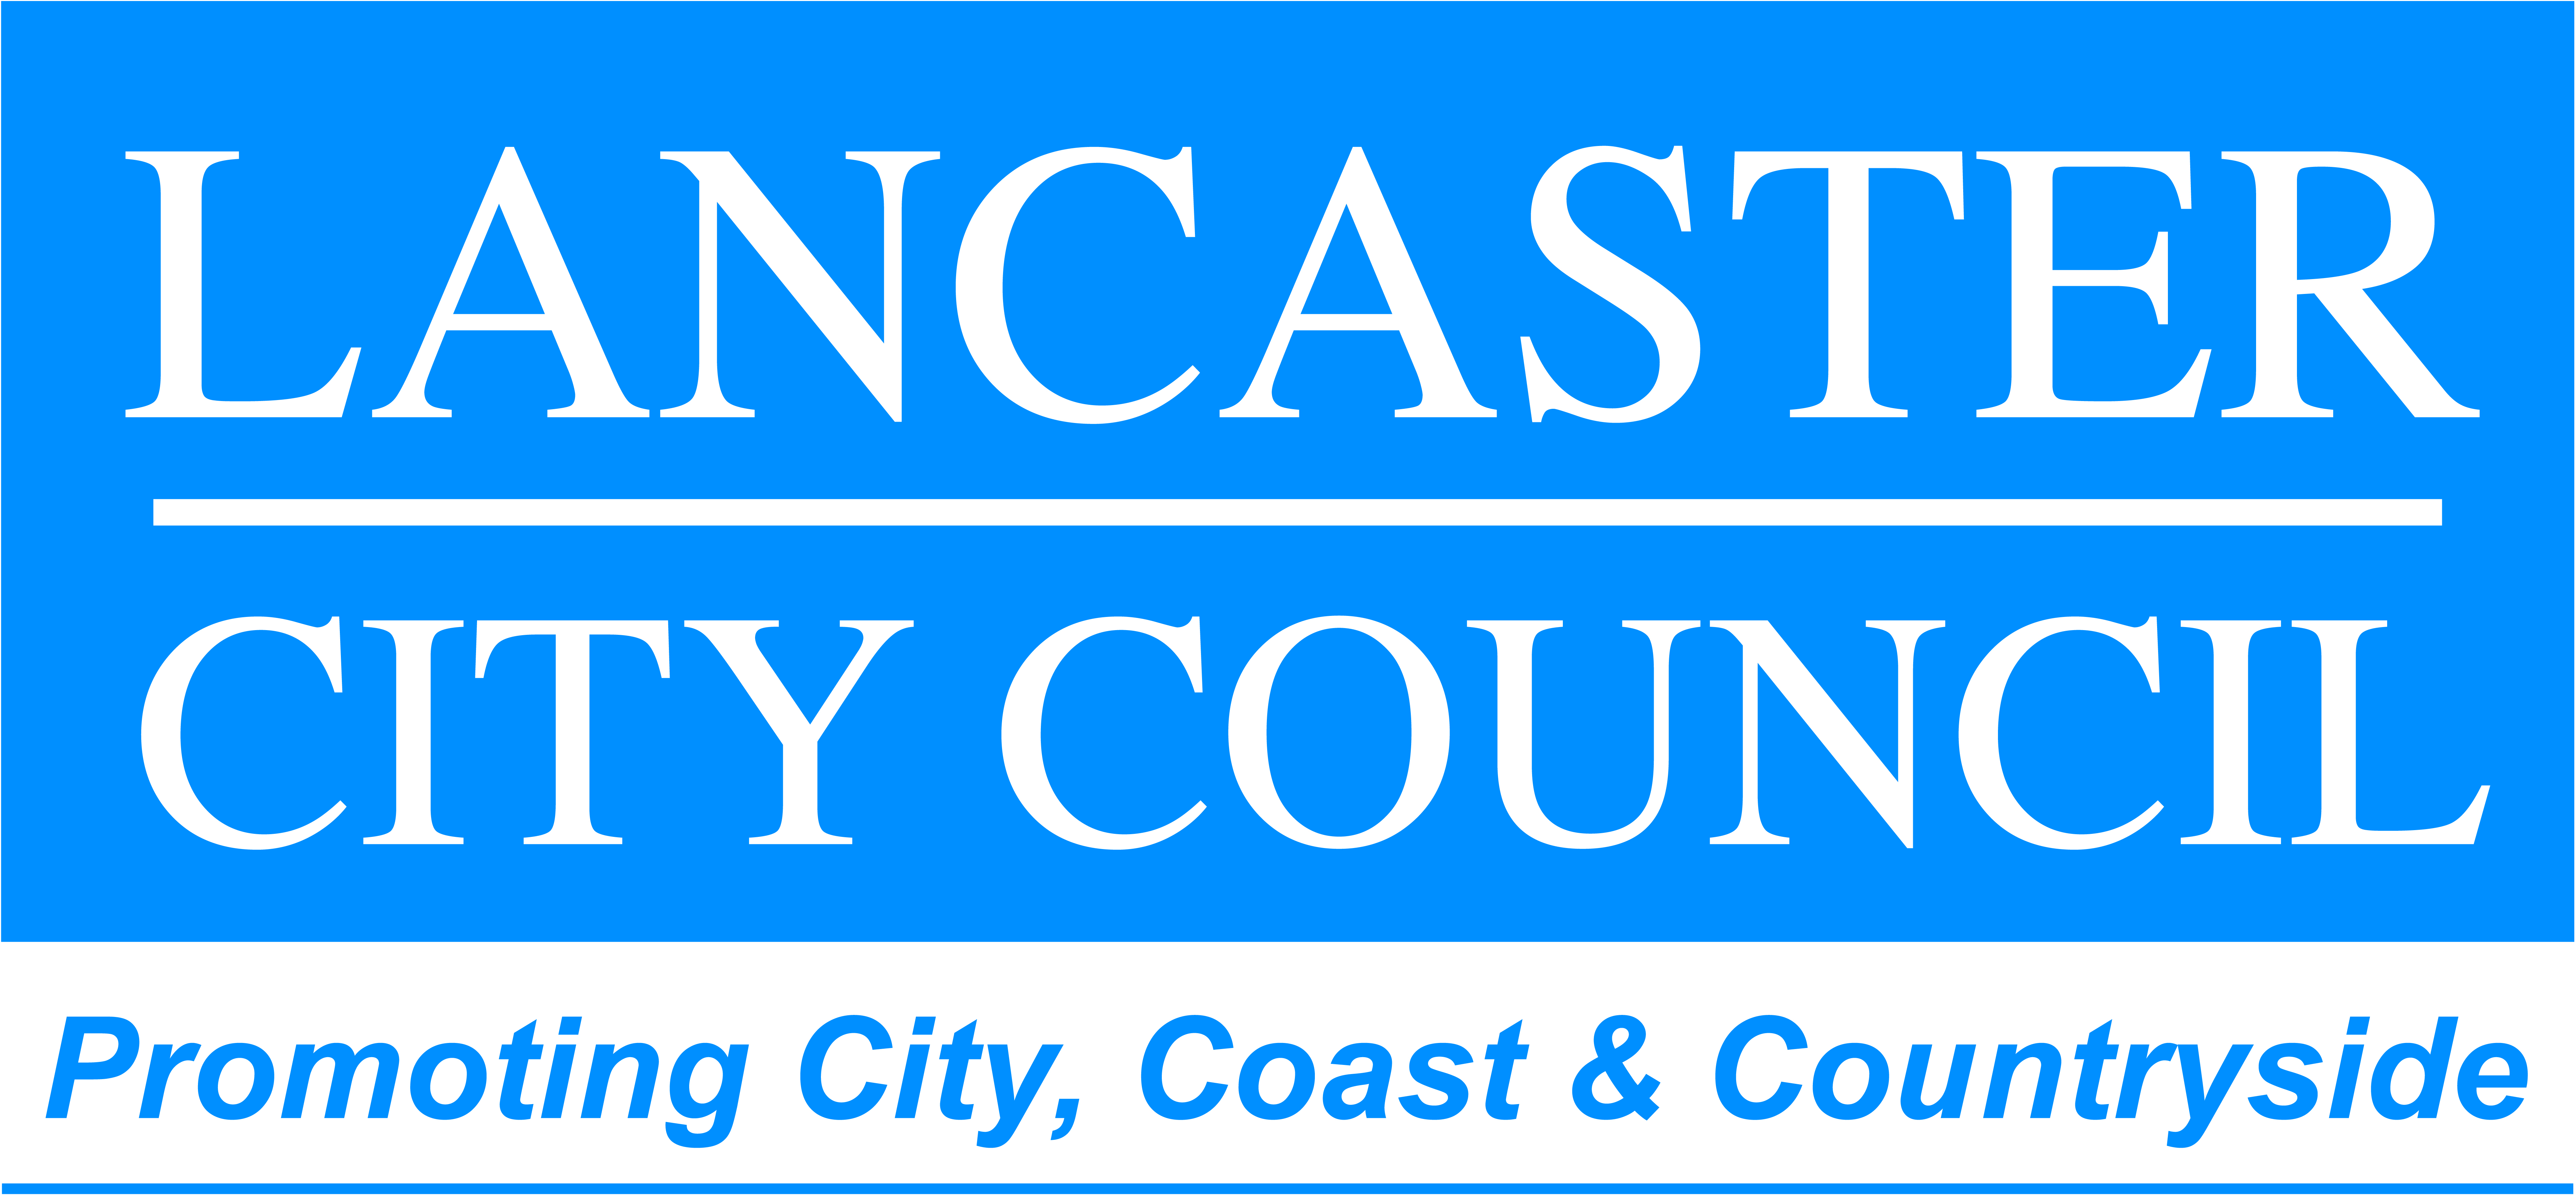 LANCASTER
CITY COUNCIL
Promoting City, Coast & Countryside